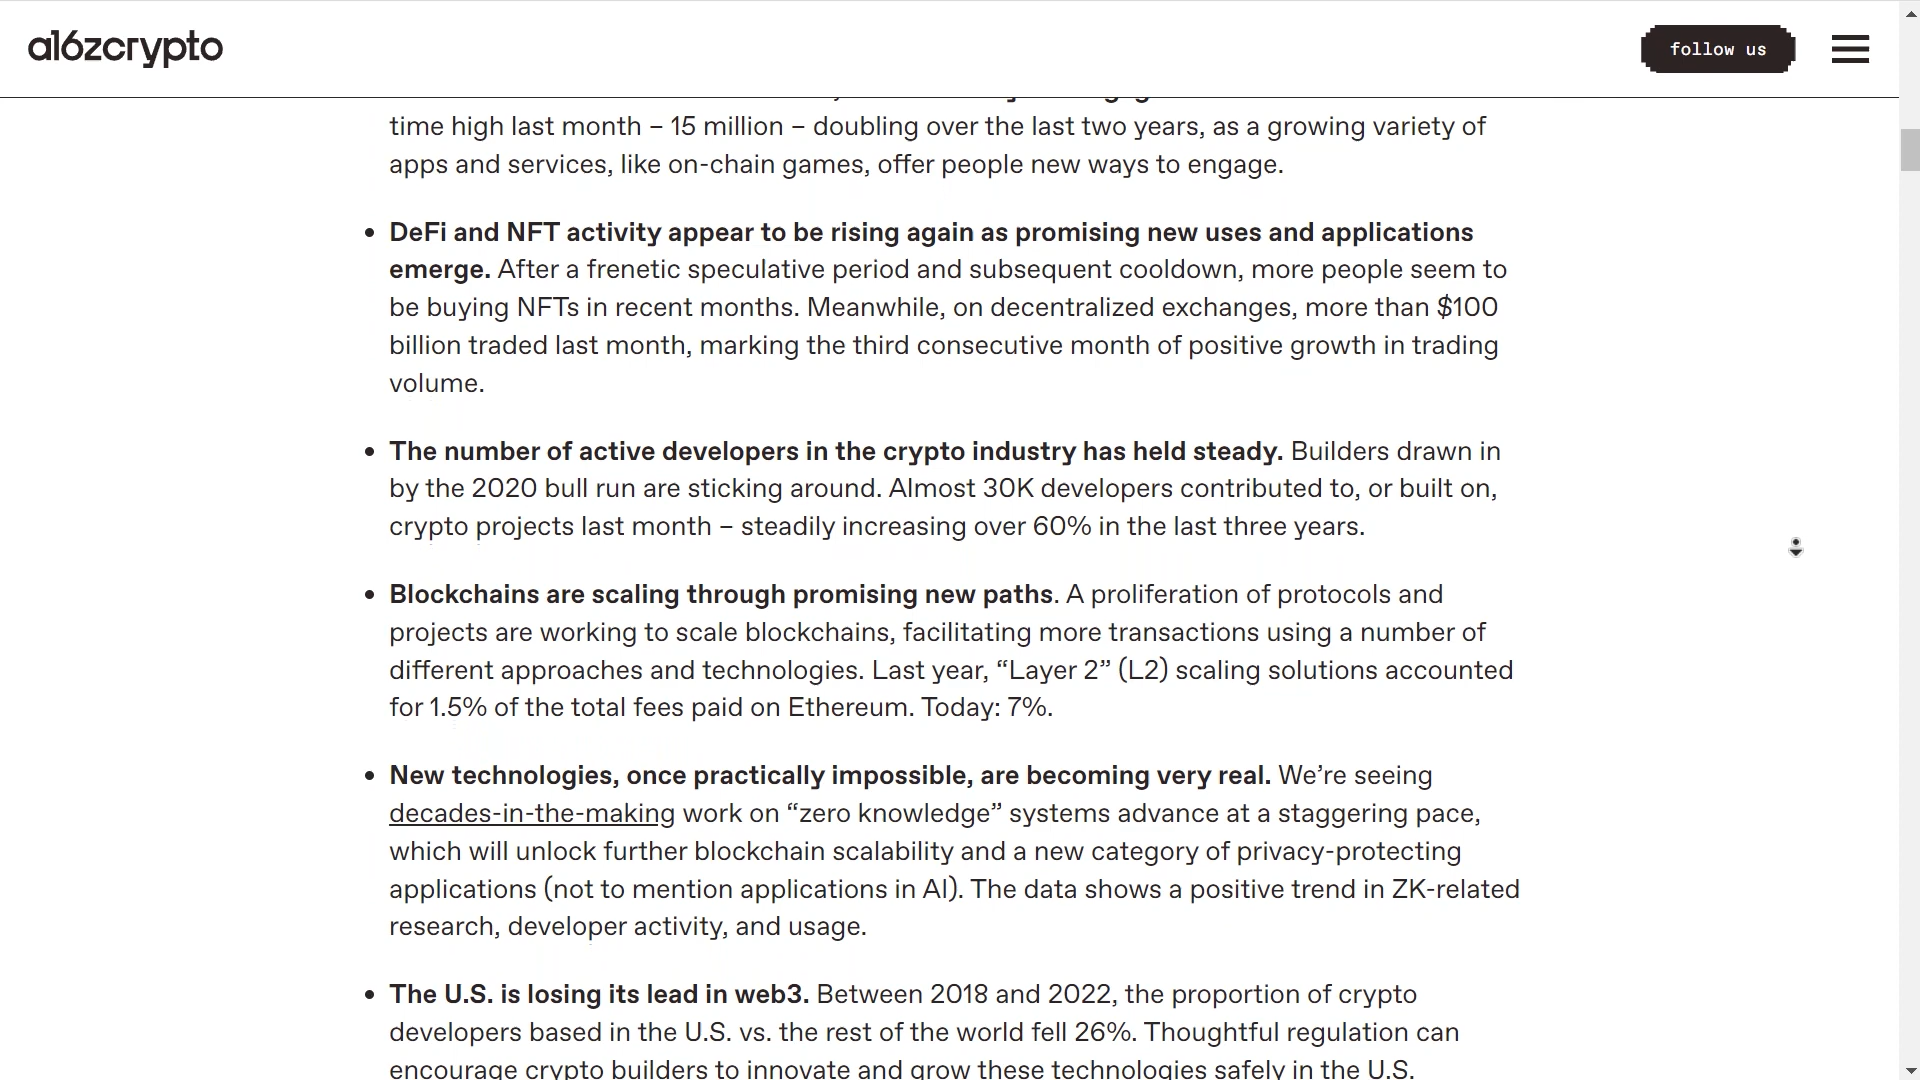 a16zcrypto
follow us
time high last month – 15 million – doubling over the last two years, as a growing variety of
apps and services, like on-chain games, offer people new ways to engage.
DeFi and NFT activity appear to be rising again as promising new uses and applications
emerge. After a frenetic speculative period and subsequent cooldown, more people seem to
be buying NFTs in recent months. Meanwhile, on decentralized exchanges, more than $100
billion traded last month, marking the third consecutive month of positive growth in trading
volume.
The number of active developers in the crypto industry has held steady. Builders drawn in
by the 2020 bull run are sticking around. Almost 30K developers contributed to, or built on,
crypto projects last month – steadily increasing over 60% in the last three years.
Blockchains are scaling through promising new paths. A proliferation of protocols and
projects are working to scale blockchains, facilitating more transactions using a number of
different approaches and technologies. Last year, “Layer 2” (L2) scaling solutions accounted
for 1.5% of the total fees paid on Ethereum. Today: 7%.
New technologies, once practically impossible, are becoming very real. We’re seeing
decades-in-the-making work on “zero knowledge” systems advance at a staggering pace,
which will unlock further blockchain scalability and a new category of privacy-protecting
applications (not to mention applications in AI). The data shows a positive trend in ZK-related
research, developer activity, and usage.
The U.S. is losing its lead in web3. Between 2018 and 2022, the proportion of crypto
developers based in the U.S. vs. the rest of the world fell 26%. Thoughtful regulation can
encourage crypto builders to innovate and grow these technologies safely in the U.S.